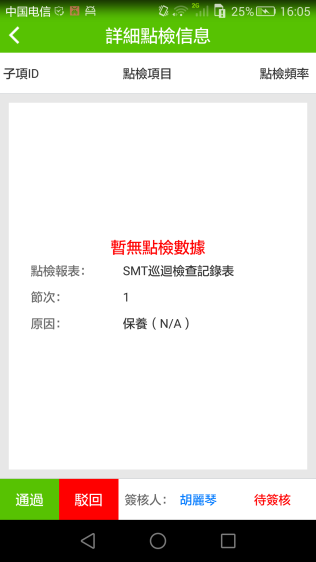 中国电信 2G 25% 16:05
詳細點檢信息
子項ID 點檢項目 點檢頻率
暫無點檢數據
點檢報表： SMT巡迴檢查記錄表
節次： 1
原因： 保養（N/A）
通過 駁回 簽核人： 胡麗琴 待簽核